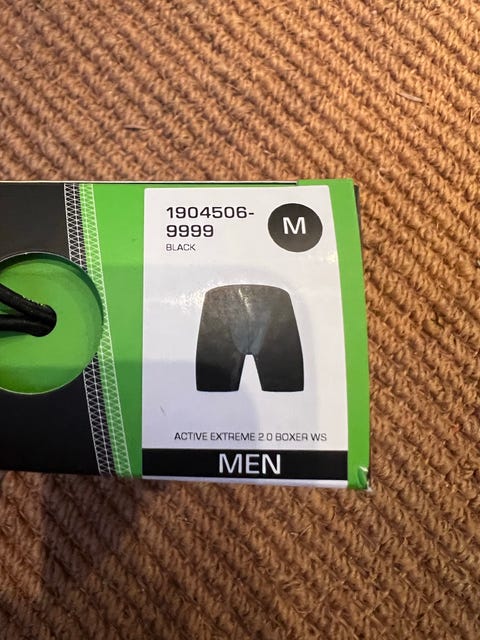 1904506-
9999
M
BLACK
ACTIVE EXTREME 2.0 BOXER WS
MEN